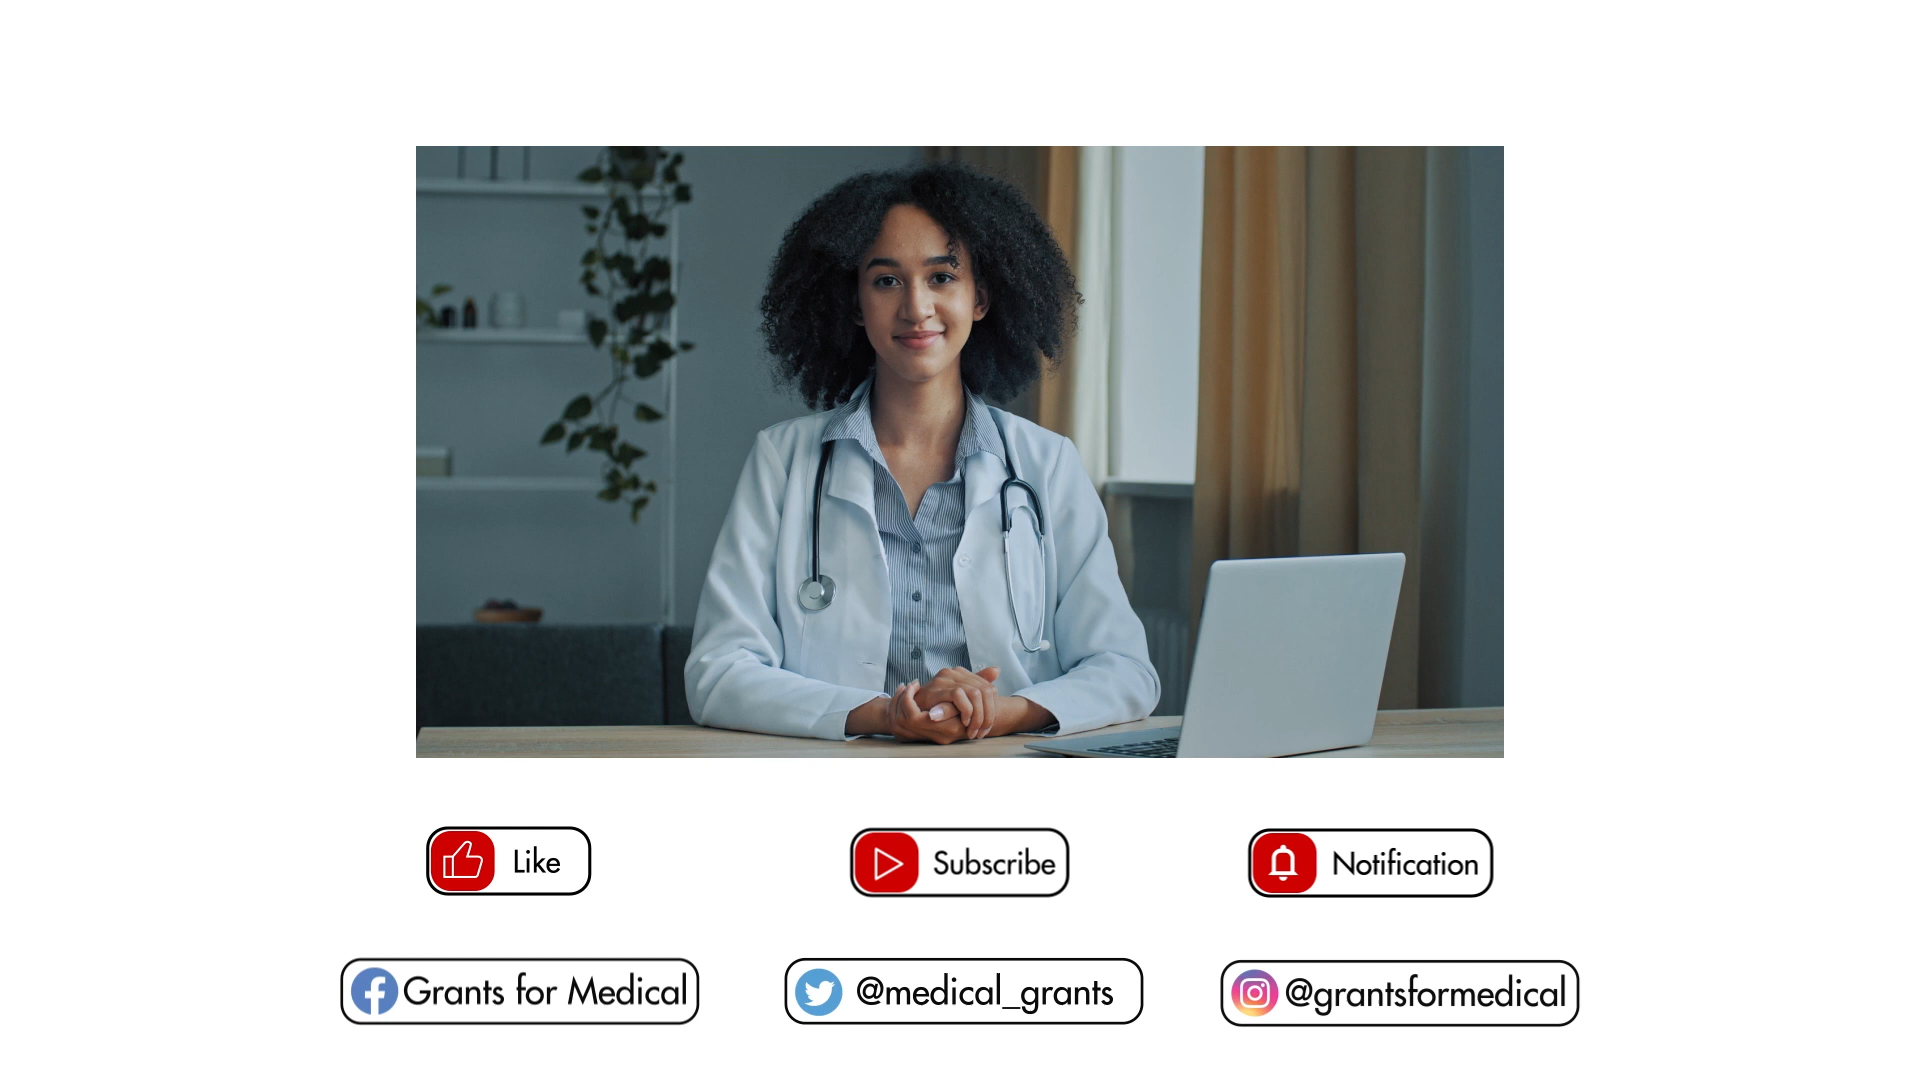 Like
Subscribe
Notification
Grants for Medical
@medical_grants
@grantsformedical